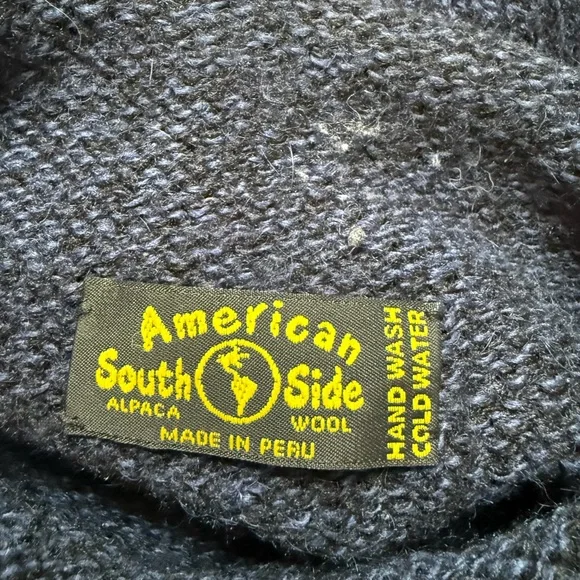 American
South Side
ALPACA WOOL
MADE IN PERU
HAND WASH
COLD WATER